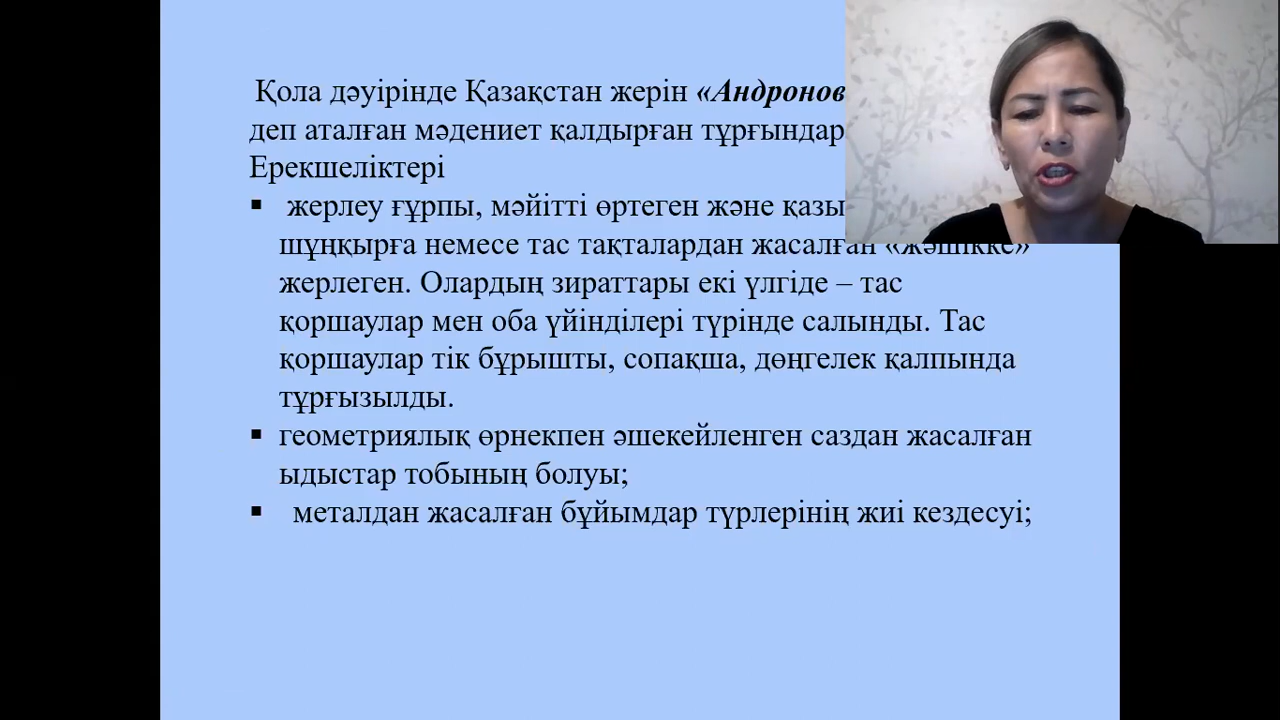 Қола дәуірінде Қазақстан жерін «Андронов
деп аталған мәдениет қалдырған тұрғындар
Ерекшеліктері
▪ жерлеу ғұрпы, мәйітті өртеген және қазы
шұңқырға немесе тас тақталардан жасалған «жәшікке»
жерлеген. Олардың зираттары екі үлгіде – тас
қоршаулар мен оба үйінділері түрінде салынды. Тас
қоршаулар тік бұрышты, сопақша, дөңгелек қалпында
тұрғызылды.
▪ геометриялық өрнекпен әшекейленген саздан жасалған
ыдыстар тобының болуы;
▪ металдан жасалған бұйымдар түрлерінің жиі кездесуі;